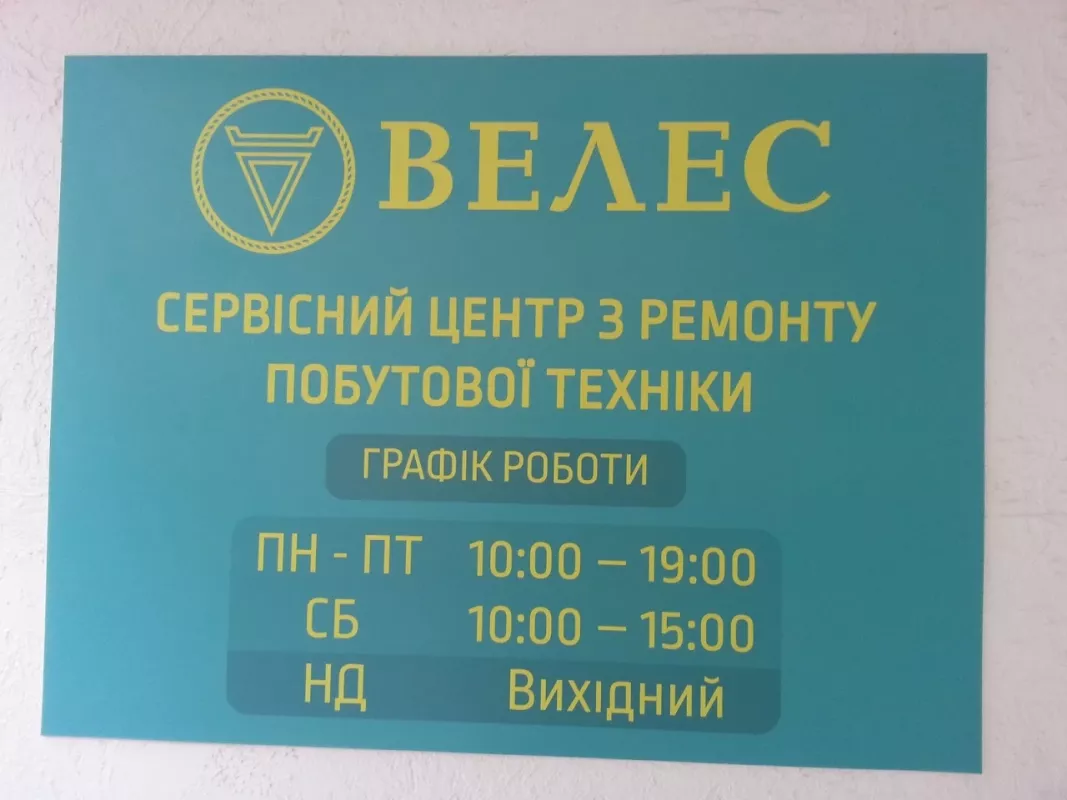 ВЕЛЕС
СЕРВІСНИЙ ЦЕНТР З РЕМОНТУ
ПОБУТОВОЇ ТЕХНІКИ
ГРАФІК РОБОТИ
ПН - ПТ 10:00 – 19:00
СБ 10:00 – 15:00
НД Вихідний